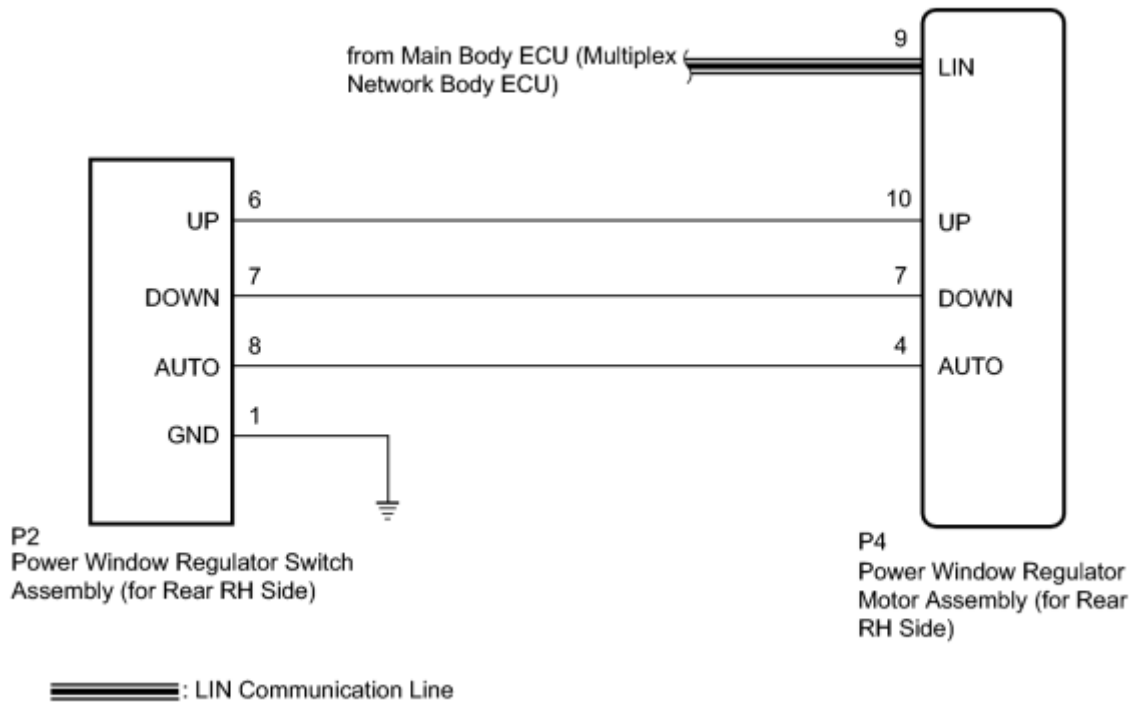 from Main Body ECU (Multiplex
Network Body ECU)
9
LIN
UP
6
10
UP
DOWN
7
7
DOWN
AUTO
8
4
AUTO
GND
1
P2
Power Window Regulator Switch
Assembly (for Rear RH Side)
P4
Power Window Regulator
Motor Assembly (for Rear
RH Side)
: LIN Communication Line